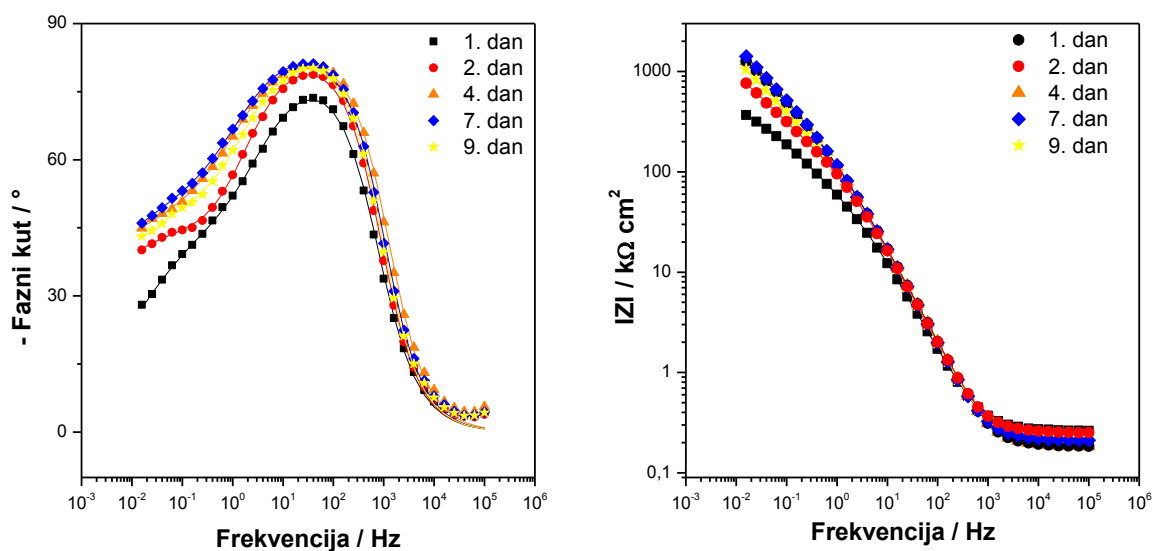 90
60
30
0
- Fazni kut / °
1. dan
2. dan
4. dan
7. dan
9. dan
10⁻³ 10⁻² 10⁻¹ 10⁰ 10¹ 10² 10³ 10⁴ 10⁵ 10⁶
Frekvencija / Hz
1000
100
10
1
0,1
IZI / kΩ cm²
1. dan
2. dan
4. dan
7. dan
9. dan
10⁻³ 10⁻² 10⁻¹ 10⁰ 10¹ 10² 10³ 10⁴ 10⁵ 10⁶
Frekvencija / Hz